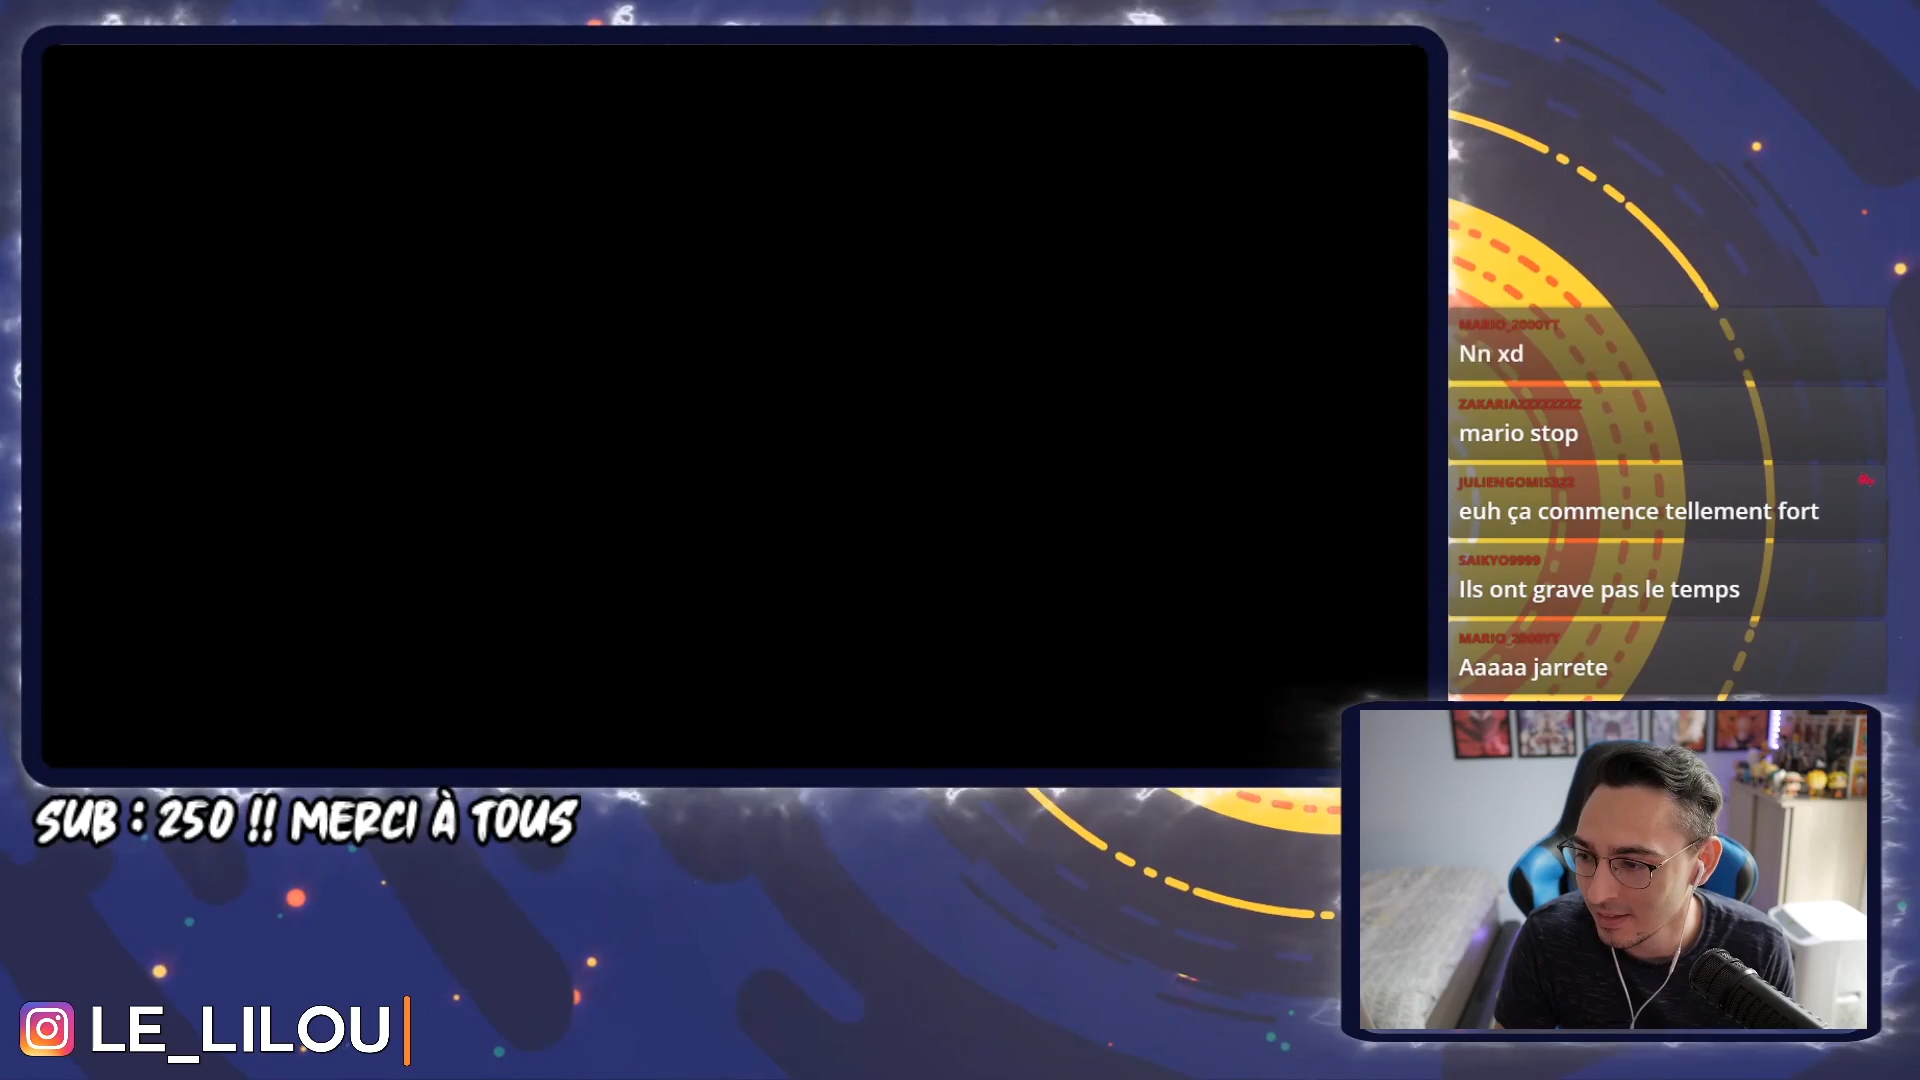 MARIO_2000YT
Nn xd
mario stop
euh ça commence tellement fort
SAIKYO9999
Ils ont grave pas le temps
MARIO_2000YT
Aaaaa jarrete
SUB : 250 !! MERCI À TOUS
LE_LILOU